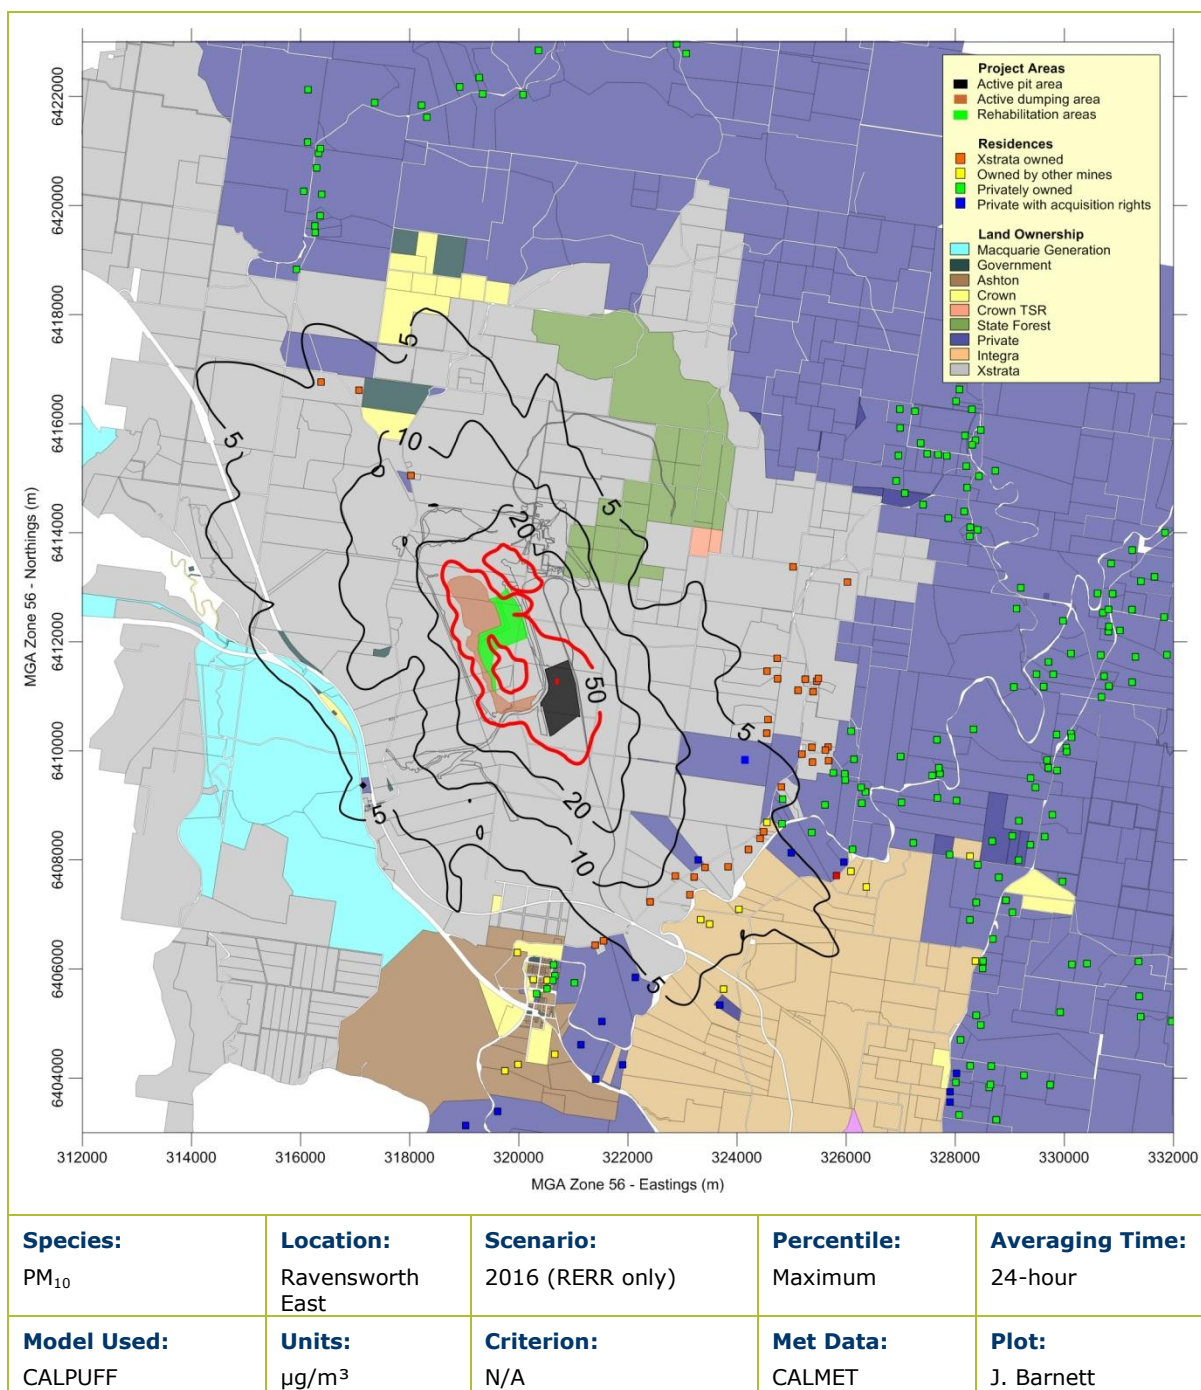 Project Areas
Active pit area
Active dumping area
Rehabilitation areas
Residences
Xstrata owned
Owned by other mines
Privately owned
Private with acquisition rights
Land Ownership
Macquarie Generation
Government
Ashton
Crown
Crown TSR
State Forest
Private
Integra
Xstrata
6422000
6420000
6418000
6416000
6414000
6412000
6410000
6408000
6406000
6404000
MGA Zone 56 - Northings (m)
5
5
10
5
20
50
5
20
10
5
5
312000 314000 316000 318000 320000 322000 324000 326000 328000 330000 332000
MGA Zone 56 - Eastings (m)
Species: Location: Scenario: Percentile: Averaging Time:
PM₁₀ Ravensworth 2016 (RERR only) Maximum 24-hour
East
Model Used: Units: Criterion: Met Data: Plot:
CALPUFF µg/m³ N/A CALMET J. Barnett